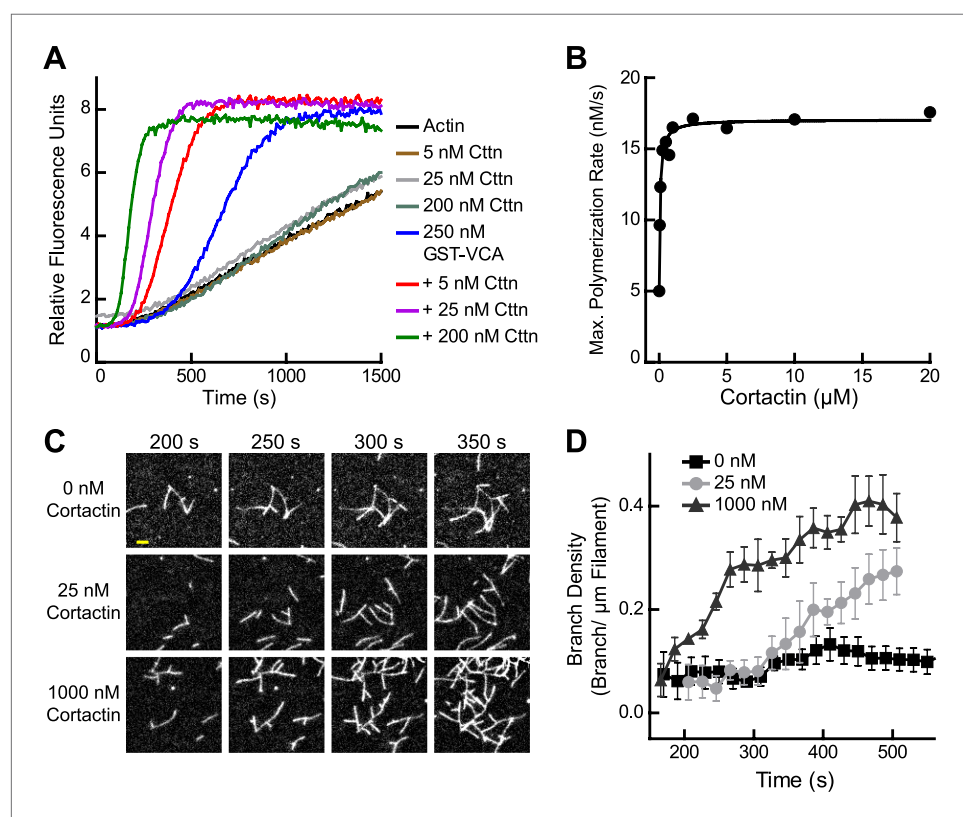 A
Relative Fluorescence Units
8
6
4
2
0
0 500 1000 1500
Time (s)
Actin
5 nM Cttn
25 nM Cttn
200 nM Cttn
250 nM
GST-VCA
+ 5 nM Cttn
+ 25 nM Cttn
+ 200 nM Cttn
B
Max. Polymerization Rate (nM/s)
20
15
10
5
0
0 5 10 15 20
Cortactin (µM)
C
200 s 250 s 300 s 350 s
0 nM
Cortactin
25 nM
Cortactin
1000 nM
Cortactin
D
0 nM
25 nM
1000 nM
Branch Density
(Branch/ µm Filament)
0.4
0.2
0.0
200 300 400 500
Time (s)